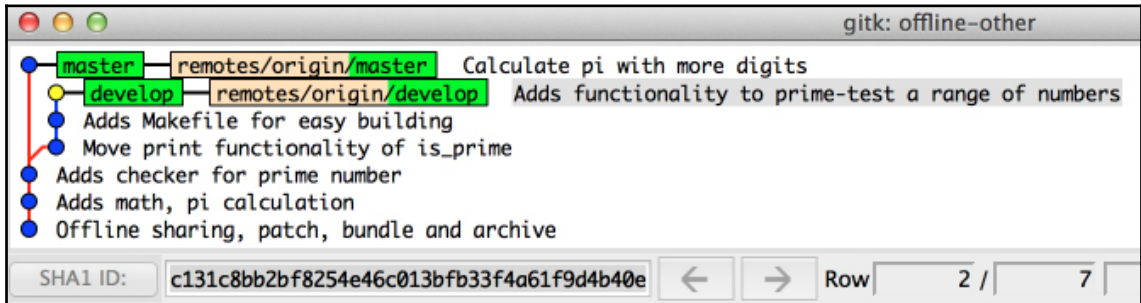 gitk: offline-other
master remotes/origin/master Calculate pi with more digits
develop remotes/origin/develop Adds functionality to prime-test a range of numbers
Adds Makefile for easy building
Move print functionality of is_prime
Adds checker for prime number
Adds math, pi calculation
Offline sharing, patch, bundle and archive
SHA1 ID: c131c8bb2bf8254e46c013bfb33f4a61f9d4b40e ← → Row 2 / 7